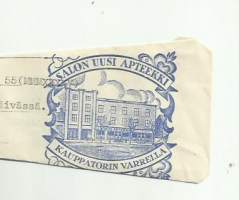 SALON UUSI APTEEKKI
55
KAUPPATORIN VARRELLA